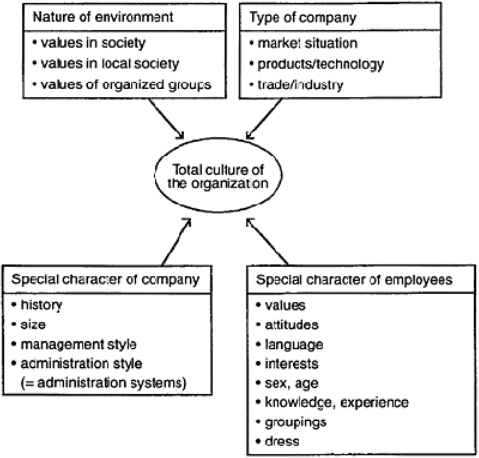 Nature of environment
• values in society
• values in local society
• values of organized groups
Type of company
• market situation
• products/technology
• trade/industry
Total culture of
the organization
Special character of company
• history
• size
• management style
• administration style
(= administration systems)
Special character of employees
• values
• attitudes
• language
• interests
• sex, age
• knowledge, experience
• groupings
• dress